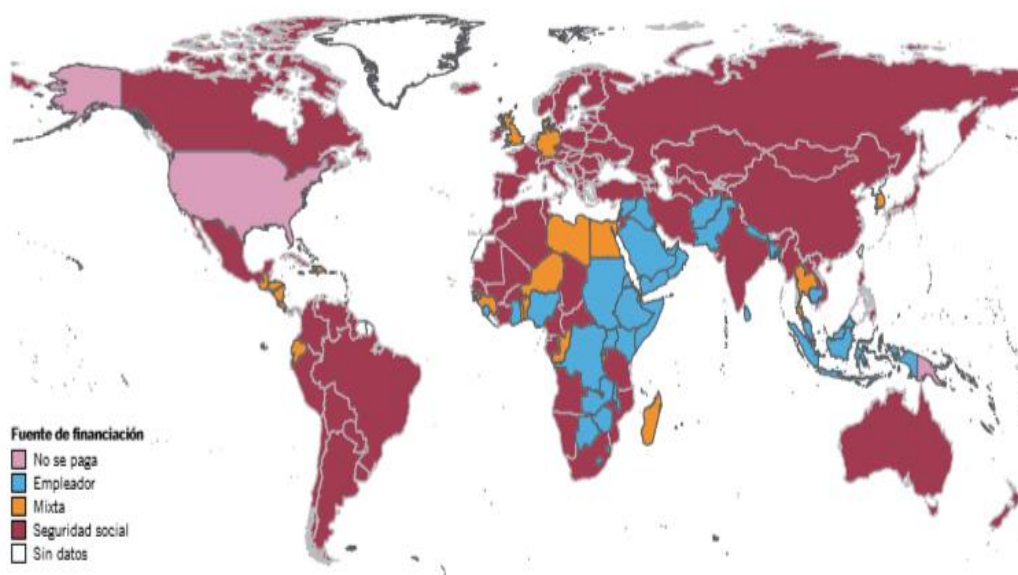 Fuente de financiación
No se paga
Empleador
Mixta
Seguridad social
Sin datos